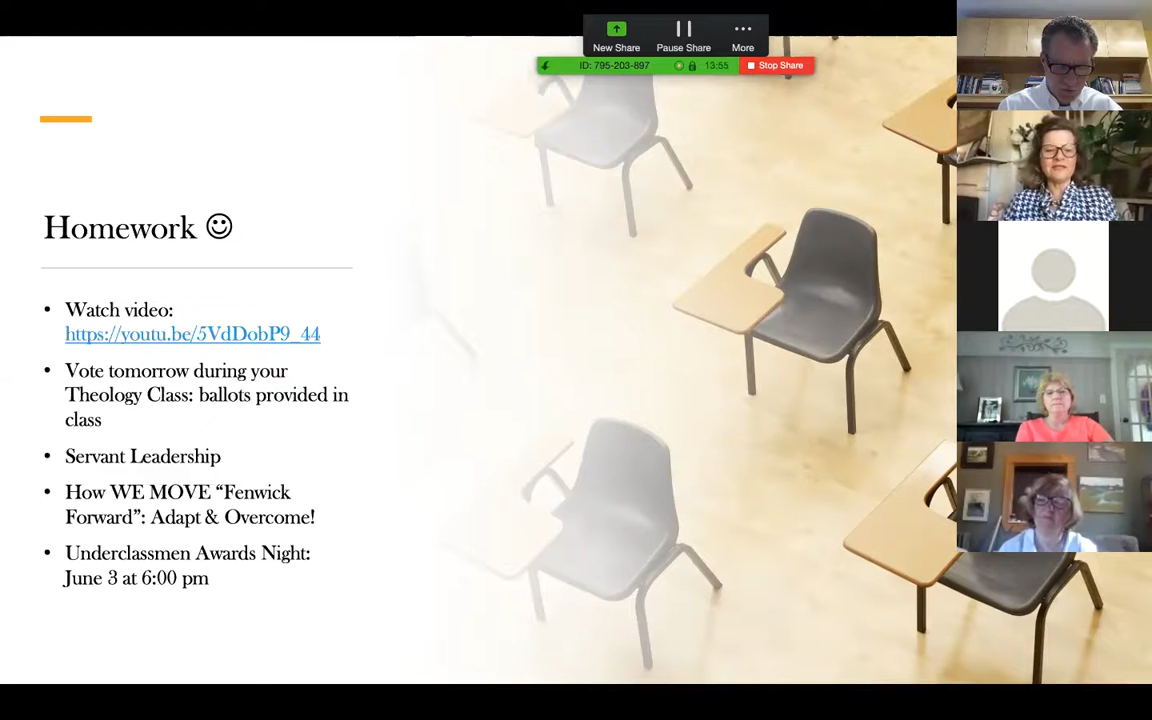 New Share
Pause Share
More
ID: 795-203-897
13:55
Stop Share
Homework ☺
• Watch video:
https://youtu.be/5VdDobP9_44
• Vote tomorrow during your
Theology Class: ballots provided in
class
• Servant Leadership
• How WE MOVE “Fenwick
Forward”: Adapt & Overcome!
• Underclassmen Awards Night:
June 3 at 6:00 pm